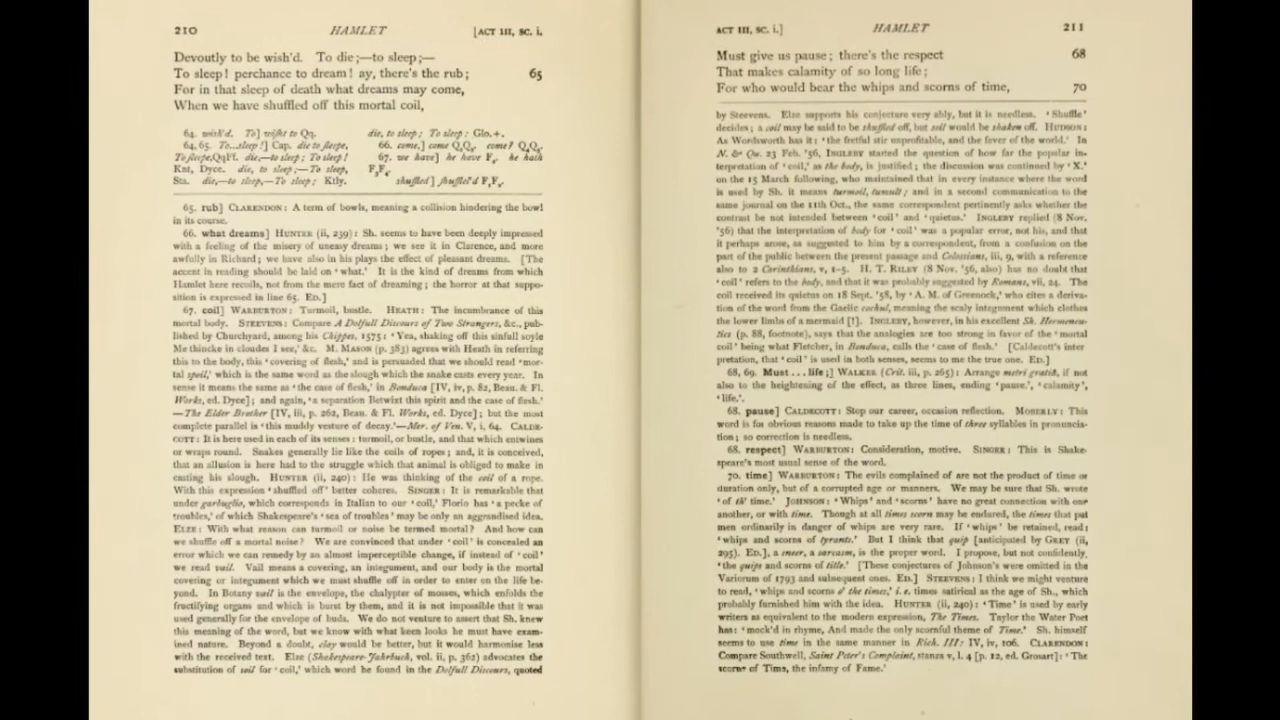 210 HAMLET [ACT III, SC. i.
Devoutly to be wish'd. To die;—to sleep;—
To sleep! perchance to dream! ay, there's the rub; 65
For in that sleep of death what dreams may come,
When we have shuffled off this mortal coil,
64. wish'd. To] wiſht to Qq.
64, 65. To...sleep!] Cap. die to ſleepe,
To ſleepe, QqFf. die,—to sleep; To sleep!
Knt, Dyce. die, to sleep;—To sleep,
Sta. die,—to sleep,—To sleep; Ktly.
die, to sleep; To sleep: Glo.+.
66. come,] come Q Q. come? Q Q.
67. we have] he have F. he hath
F F.
shuffled] ſhuffel'd F F.
65. rub] CLARENDON: A term of bowls, meaning a collision hindering the bowl
in its course.
66. what dreams] HUNTER (ii, 239): Sh. seems to have been deeply impressed
with a feeling of the misery of uneasy dreams; we see it in Clarence, and more
awfully in Richard; we have also in his plays the effect of pleasant dreams. [The
accent in reading should be laid on 'what.' It is the kind of dreams from which
Hamlet here recoils, not from the mere fact of dreaming; the horror at that suppo-
sition is expressed in line 65. ED.]
67. coil] WARBURTON: Turmoil, bustle. HEATH: The incumbrance of this
mortal body. STEEVENS: Compare A Dolfull Discours of Two Strangers, &c., pub-
lished by Churchyard, among his Chippes, 1575: 'Yea, shaking off this sinfull soyle
Me thincke in cloudes I see,' &c. M. MASON (p. 383) agrees with Heath in referring
this to the body, this 'covering of flesh,' and is persuaded that we should read 'mor-
tal spoil,' which is the same word as the slough which the snake casts every year. In
sense it means the same as 'the case of flesh,' in Bonduca [IV, iv, p. 82, Beau. & Fl.
Works, ed. Dyce]; and again, 'a separation Betwixt this spirit and the case of flesh.'
—The Elder Brother [IV, iii, p. 262, Beau. & Fl. Works, ed. Dyce]; but the most
complete parallel is 'this muddy vesture of decay.'—Mer. of Ven. V, i, 64. CALDE-
COTT: It is here used in each of its senses: turmoil, or bustle, and that which entwines
or wraps round. Snakes generally lie like the coils of ropes; and, it is conceived,
that an allusion is here had to the struggle which that animal is obliged to make in
casting his slough. HUNTER (ii, 240): He was thinking of the coil of a rope.
With this expression 'shuffled off' better coheres. SINGER: It is remarkable that
under garbuglio, which corresponds in Italian to our 'coil,' Florio has 'a pecke of
troubles,' of which Shakespeare's 'sea of troubles' may be only an aggrandised idea.
ELZE: With what reason can turmoil or noise be termed mortal? And how can
we shuffle off a mortal noise? We are convinced that under 'coil' is concealed an
error which we can remedy by an almost imperceptible change, if instead of 'coil'
we read vail. Vail means a covering, an integument, and our body is the mortal
covering or integument which we must shuffle off in order to enter on the life be-
yond. In Botany vail is the envelope, the chalypter of mosses, which enfolds the
fructifying organs and which is burst by them, and it is not impossible that it was
used generally for the envelope of buds. We do not venture to assert that Sh. knew
this meaning of the word, but we know with what keen looks he must have exam-
ined nature. Beyond a doubt, clay would be better, but it would harmonise less
with the received text. Elze (Shakespeare-Jahrbuch, vol. ii, p. 362) advocates the
substitution of soil for 'coil,' which word be found in the Dolfull Discours, quoted
ACT III, SC. i.] HAMLET 211
Must give us pause; there's the respect 68
That makes calamity of so long life;
For who would bear the whips and scorns of time, 70
by Steevens. Elze supports his conjecture very ably, but it is needless. 'Shuffle'
decides; a coil may be said to be shuffled off, but soil would be shaken off. HUDSON:
As Wordsworth has it: 'the fretful stir unprofitable, and the fever of the world.' In
N. & Qu. 23 Feb. '56, INGLEBY started the question of how far the popular in-
terpretation of 'coil,' as the body, is justified; the discussion was continued by 'X.'
on the 15 March following, who maintained that in every instance where the word
is used by Sh. it means turmoil, tumult; and in a second communication to the
same journal on the 11th Oct., the same correspondent pertinently asks whether the
contrast be not intended between 'coil' and 'quietus.' INGLEBY replied (8 Nov.
'56) that the interpretation of body for 'coil' was a popular error, not his, and that
it perhaps arose, as suggested to him by a correspondent, from a confusion on the
part of the public between the present passage and Colossians, iii, 9, with a reference
also to 2 Corinthians, v, 1-5. H. T. RILEY (8 Nov. '56, also) has no doubt that
'coil' refers to the body, and that it was probably suggested by Romans, vii, 24. The
coil received its quietus on 18 Sept. '58, by 'A. M. of Greenock,' who cites a deriva-
tion of the word from the Gaelic cochul, meaning the scaly integument which clothes
the lower limbs of a mermaid [!]. INGLEBY, however, in his excellent Sh. Hermeneu-
tics (p. 88, footnote), says that the analogies are too strong in favor of the 'mortal
coil' being what Fletcher, in Bonduca, calls the 'case of flesh.' [Caldecott's inter
pretation, that 'coil' is used in both senses, seems to me the true one. ED.]
68, 69. Must...life;] WALKER (Crit. iii, p. 265): Arrange metri gratiâ, if not
also to the heightening of the effect, as three lines, ending 'pause,' 'calamity',
'life.'.
68. pause] CALDECOTT: Stop our career, occasion reflection. MOBERLY: This
word is for obvious reasons made to take up the time of three syllables in pronuncia-
tion; so correction is needless.
68. respect] WARBURTON: Consideration, motive. SINGER: This is Shake-
speare's most usual sense of the word.
70. time] WARBURTON: The evils complained of are not the product of time or
duration only, but of a corrupted age or manners. We may be sure that Sh. wrote
'of th' time.' JOHNSON: 'Whips' and 'scorns' have no great connection with one
another, or with time. Though at all times scorn may be endured, the times that put
men ordinarily in danger of whips are very rare. If 'whips' be retained, read:
'whips and scorns of tyrants.' But I think that quip [anticipated by GREY (ii,
295). ED.], a sneer, a sarcasm, is the proper word. I propose, but not confidently,
'the quips and scorns of title.' [These conjectures of Johnson's were omitted in the
Variorum of 1793 and subsequent ones. ED.] STEEVENS: I think we might venture
to read, 'whips and scorns o' the times,' i. e. times satirical as the age of Sh., which
probably furnished him with the idea. HUNTER (ii, 240): 'Time' is used by early
writers as equivalent to the modern expression, The Times. Taylor the Water Poet
has: 'mock'd in rhyme, And made the only scornful theme of Time.' Sh. himself
seems to use time in the same manner in Rich. III: IV, iv, 106. CLARENDON:
Compare Southwell, Saint Peter's Complaint, stanza v, l. 4 [p. 12, ed. Grosart]: 'The
scorns of Time, the infamy of Fame.'